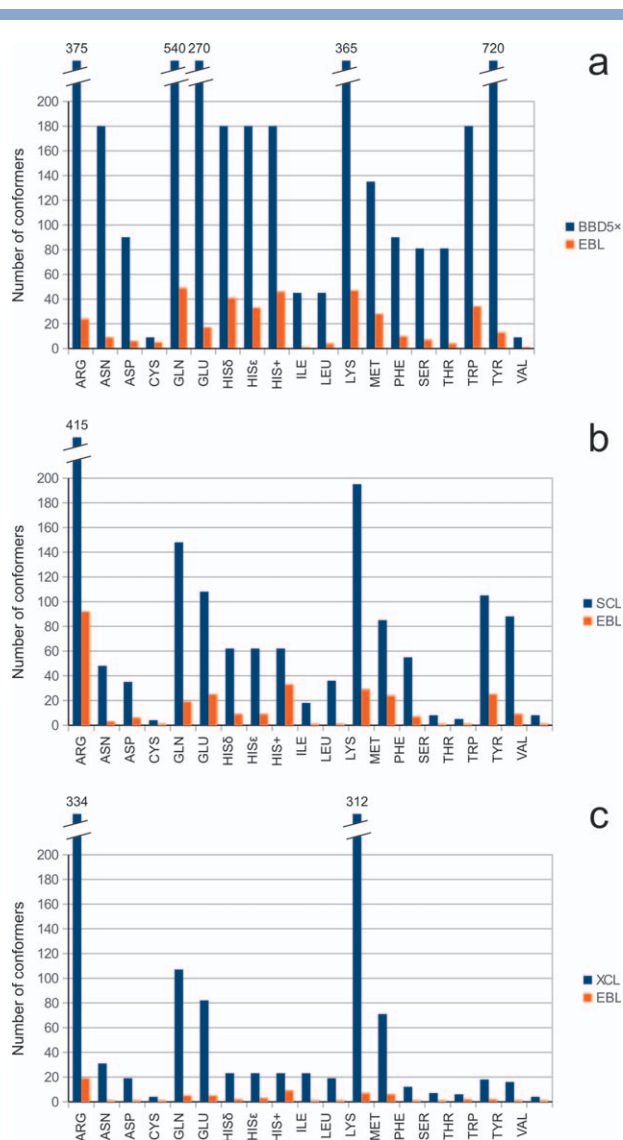 375 540 270 365 720
a
Number of conformers
200
180
160
140
120
100
80
60
40
20
0
BBD5×
EBL
ARG ASN ASP CYS GLN GLU HISδ HISε HIS+ ILE LEU LYS MET PHE SER THR TRP TYR VAL
415
b
Number of conformers
200
180
160
140
120
100
80
60
40
20
0
SCL
EBL
ARG ASN ASP CYS GLN GLU HISδ HISε HIS+ ILE LEU LYS MET PHE SER THR TRP TYR VAL
334 312
c
Number of conformers
200
180
160
140
120
100
80
60
40
20
0
XCL
EBL
ARG ASN ASP CYS GLN GLU HISδ HISε HIS+ ILE LEU LYS MET PHE SER THR TRP TYR VAL